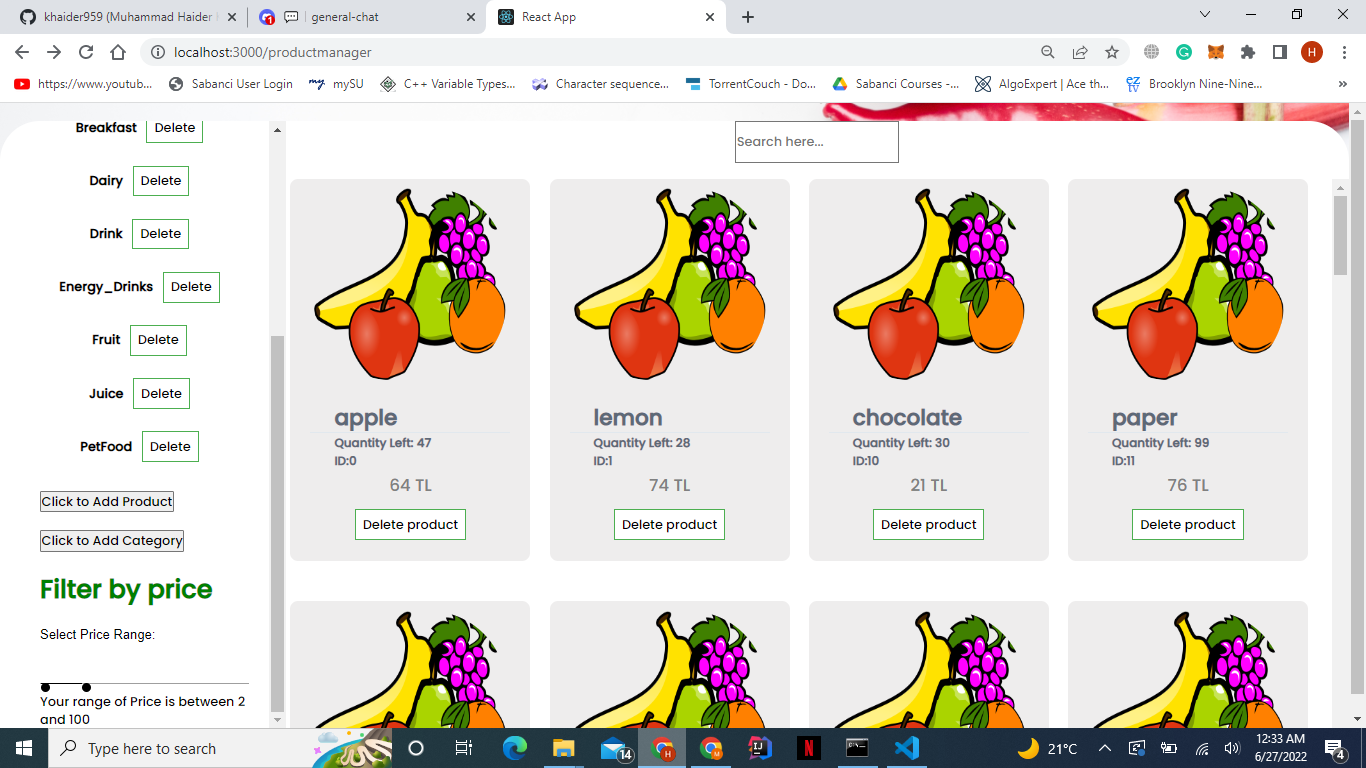 khaider959 (Muhammad Haider
1
general-chat
React App
localhost:3000/productmanager
H
https://www.youtub...
Sabanci User Login
my
mySU
C++ Variable Types...
Character sequence...
TorrentCouch - Do...
Sabanci Courses -...
AlgoExpert | Ace th...
EZ TV
Brooklyn Nine-Nine...
»
Breakfast Delete
Dairy Delete
Drink Delete
Energy_Drinks Delete
Fruit Delete
Juice Delete
PetFood Delete
Click to Add Product
Click to Add Category
Filter by price
Select Price Range:
Your range of Price is between 2
and 100
Search here...
apple
Quantity Left: 47
ID:0
64 TL
Delete product
lemon
Quantity Left: 28
ID:1
74 TL
Delete product
chocolate
Quantity Left: 30
ID:10
21 TL
Delete product
paper
Quantity Left: 99
ID:11
76 TL
Delete product
Type here to search
14
H
M
IJ
N
21°C
12:33 AM
6/27/2022
4